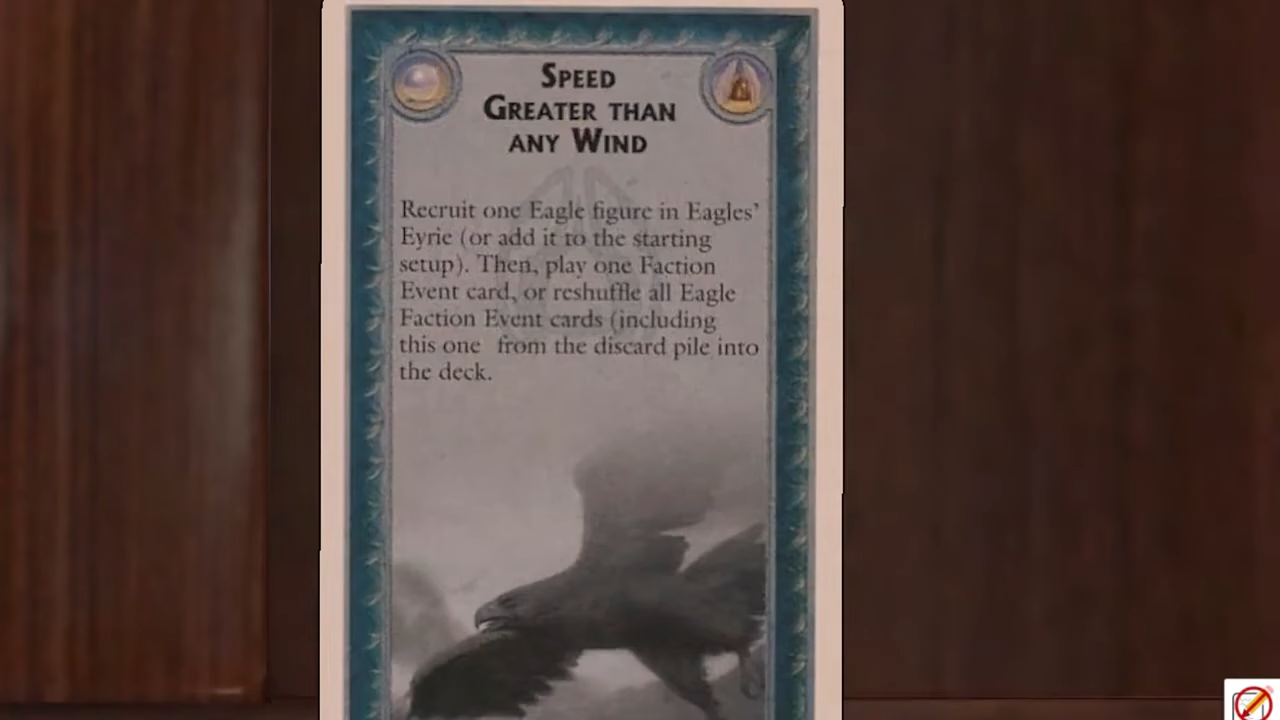 SPEED
GREATER THAN
ANY WIND
Recruit one Eagle figure in Eagles’
Eyrie (or add it to the starting
setup). Then, play one Faction
Event card, or reshuffle all Eagle
Faction Event cards (including
this one from the discard pile into
the deck.